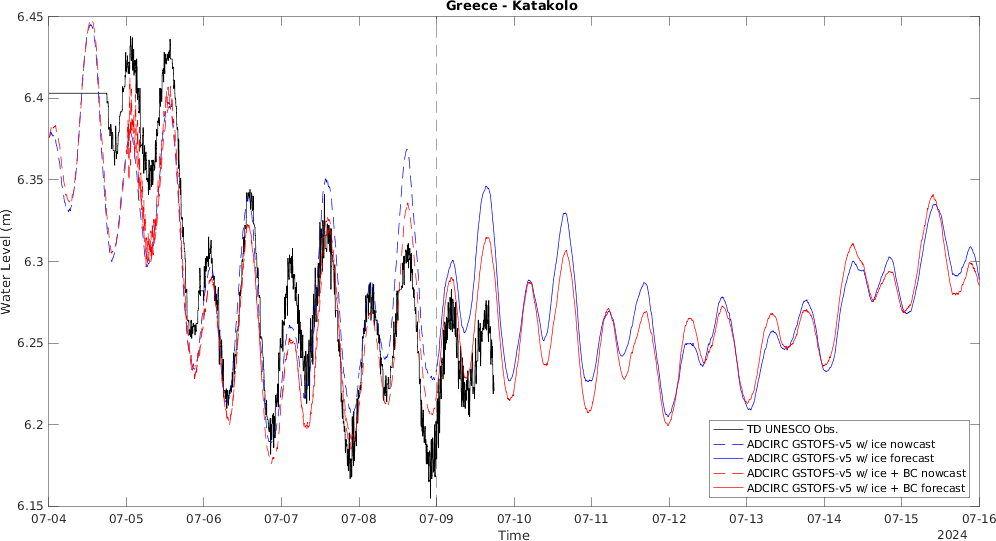 Greece - Katakolo
6.45
6.4
6.35
6.3
6.25
6.2
6.15
Water Level (m)
07-04 07-05 07-06 07-07 07-08 07-09 07-10 07-11 07-12 07-13 07-14 07-15 07-16
Time
2024
TD UNESCO Obs.
ADCIRC GSTOFS-v5 w/ ice nowcast
ADCIRC GSTOFS-v5 w/ ice forecast
ADCIRC GSTOFS-v5 w/ ice + BC nowcast
ADCIRC GSTOFS-v5 w/ ice + BC forecast